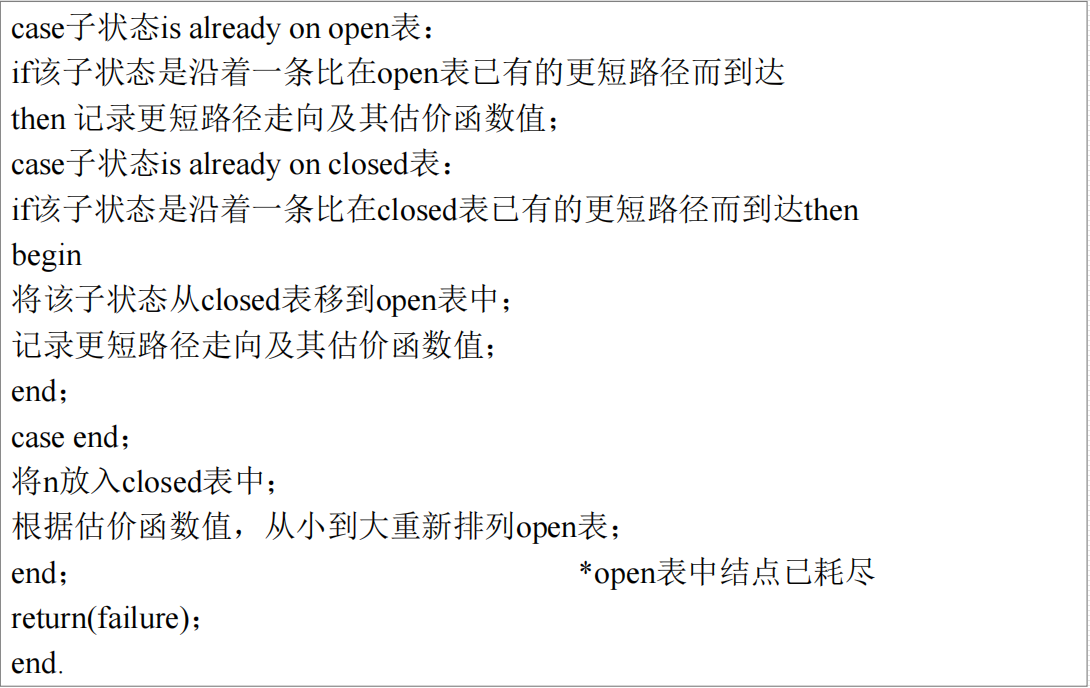 case子状态is already on open表：
if该子状态是沿着一条比在open表已有的更短路径而到达
then 记录更短路径走向及其估价函数值；
case子状态is already on closed表：
if该子状态是沿着一条比在closed表已有的更短路径而到达then
begin
将该子状态从closed表移到open表中；
记录更短路径走向及其估价函数值；
end；
case end；
将n放入closed表中；
根据估价函数值，从小到大重新排列open表；
end； *open表中结点已耗尽
return(failure)；
end.